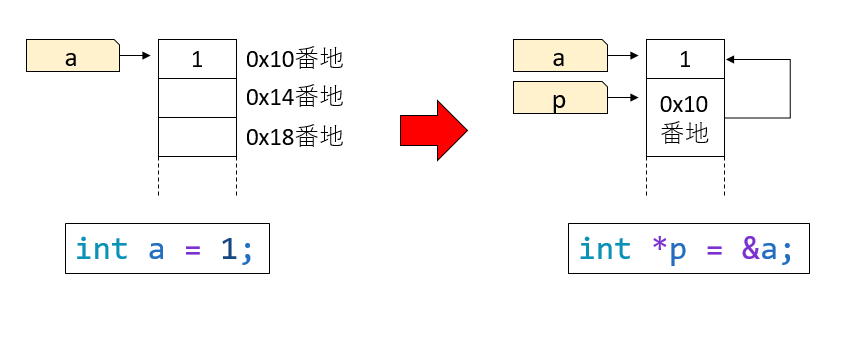 a
1
0x10番地
0x14番地
0x18番地
int a = 1;
a
1
p
0x10
番地
int *p = &a;